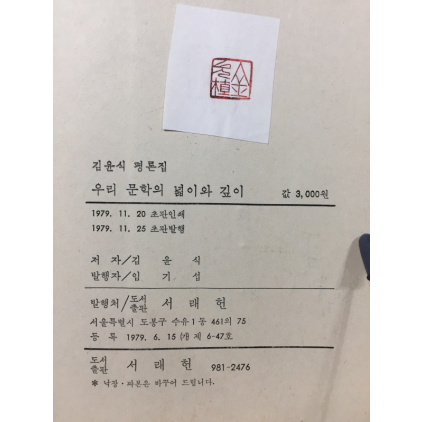 김윤식 평론집
우리 문학의 넓이와 깊이 값 3,000원
1979. 11. 20 초판인쇄
1979. 11. 25 초판발행
저 자/김 윤 식
발행자/임 기 섭
발행처/도서출판 서래헌
서울특별시 도봉구 수유1동 461의 75
등 록 1979. 6. 15 (가) 제 6-47호
도서출판 서래헌 981-2476
※ 낙장·파본은 바꾸어 드립니다.